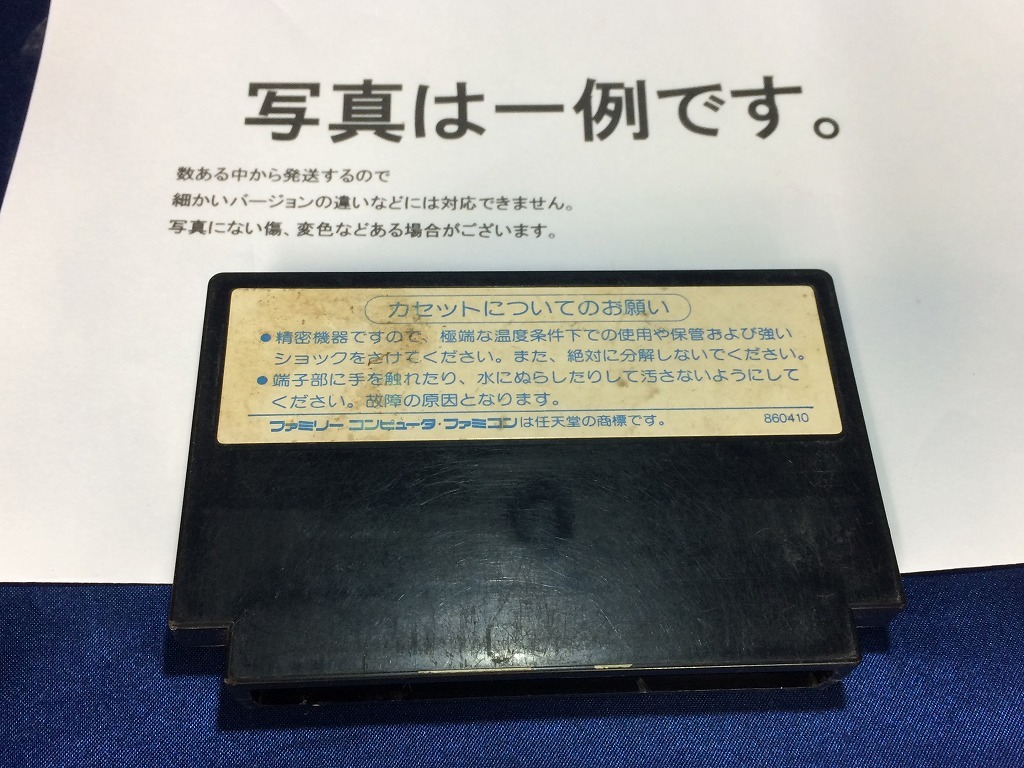 写真は一例です。
数ある中から発送するので
細かいバージョンの違いなどには対応できません。
写真にない傷、変色などある場合がございます。
カセットについてのお願い
●精密機器ですので、極端な温度条件下での使用や保管および強い
ショックをさけてください。また、絶対に分解しないでください。
●端子部に手を触れたり、水にぬらしたりして汚さないようにして
ください。故障の原因となります。
ファミリー コンピュータ・ファミコンは任天堂の商標です。 860410